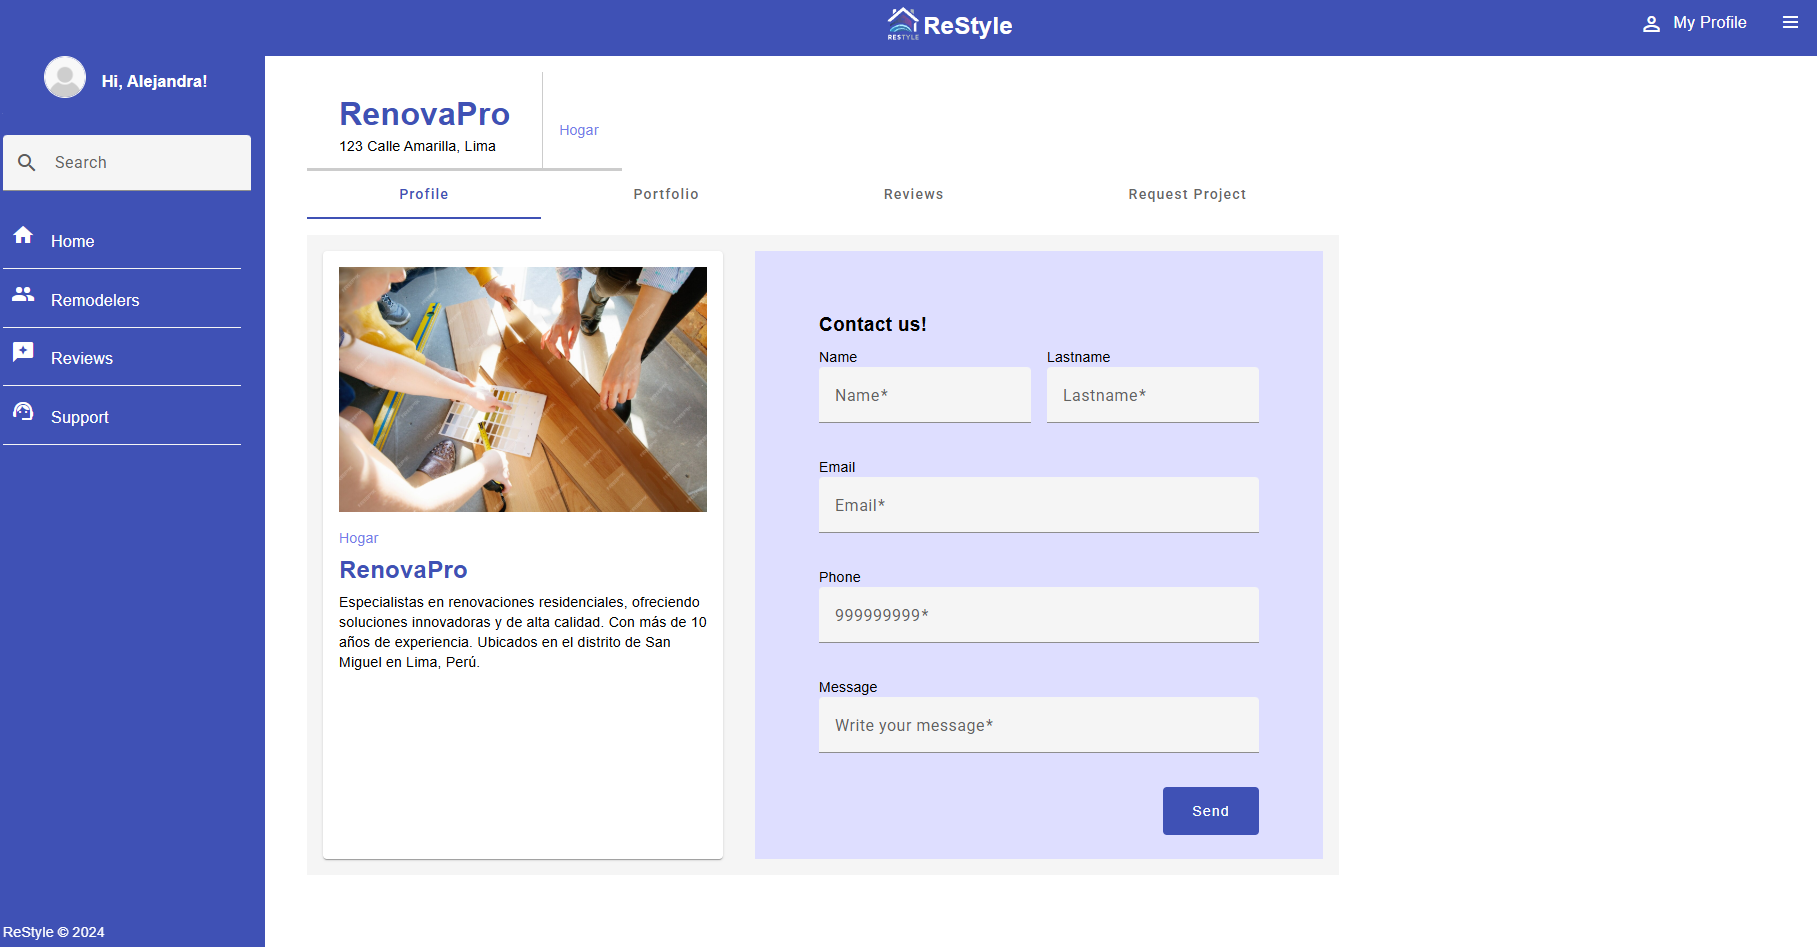 RESTYLE
ReStyle
My Profile
Hi, Alejandra!
Search
Home
Remodelers
Reviews
Support
ReStyle © 2024
RenovaPro
123 Calle Amarilla, Lima
Hogar
Profile
Portfolio
Reviews
Request Project
Hogar
RenovaPro
Especialistas en renovaciones residenciales, ofreciendo
soluciones innovadoras y de alta calidad. Con más de 10
años de experiencia. Ubicados en el distrito de San
Miguel en Lima, Perú.
Contact us!
Name
Lastname
Name*
Lastname*
Email
Email*
Phone
999999999*
Message
Write your message*
Send